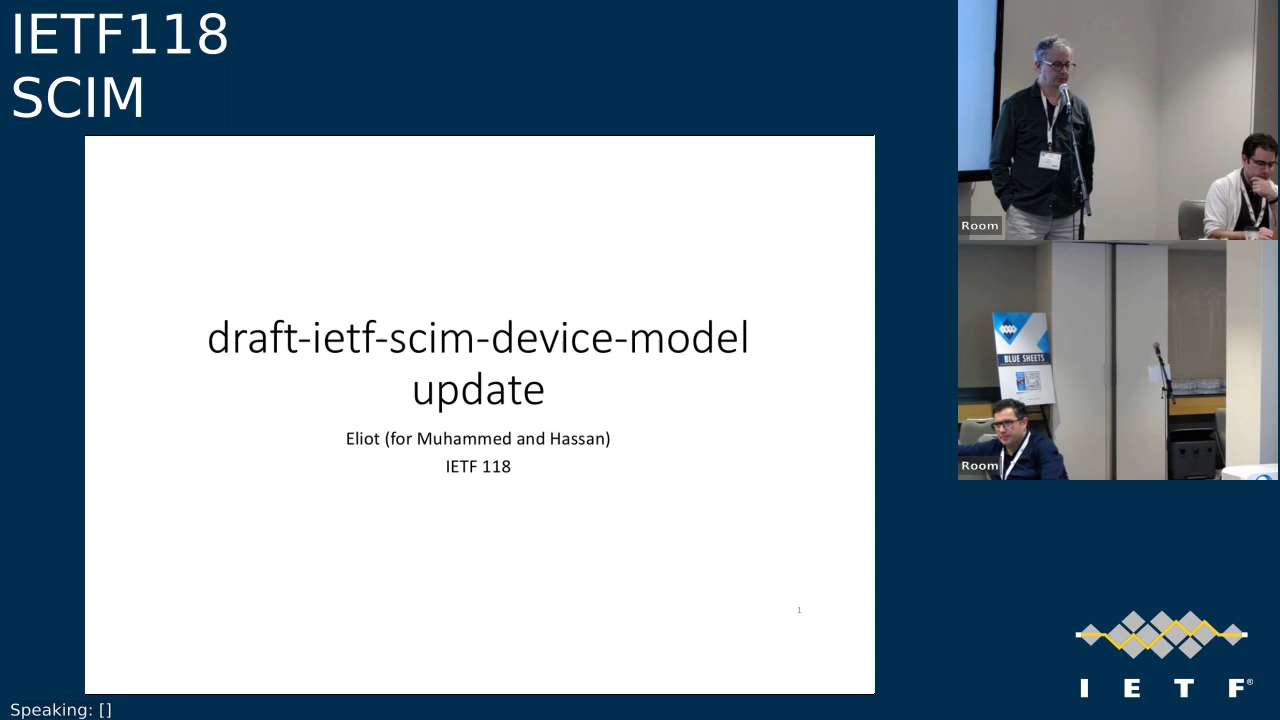 IETF118
SCIM
draft-ietf-scim-device-model
update
Eliot (for Muhammed and Hassan)
IETF 118
1
Room
BLUE SHEETS
Room
I E T F®
Speaking: []